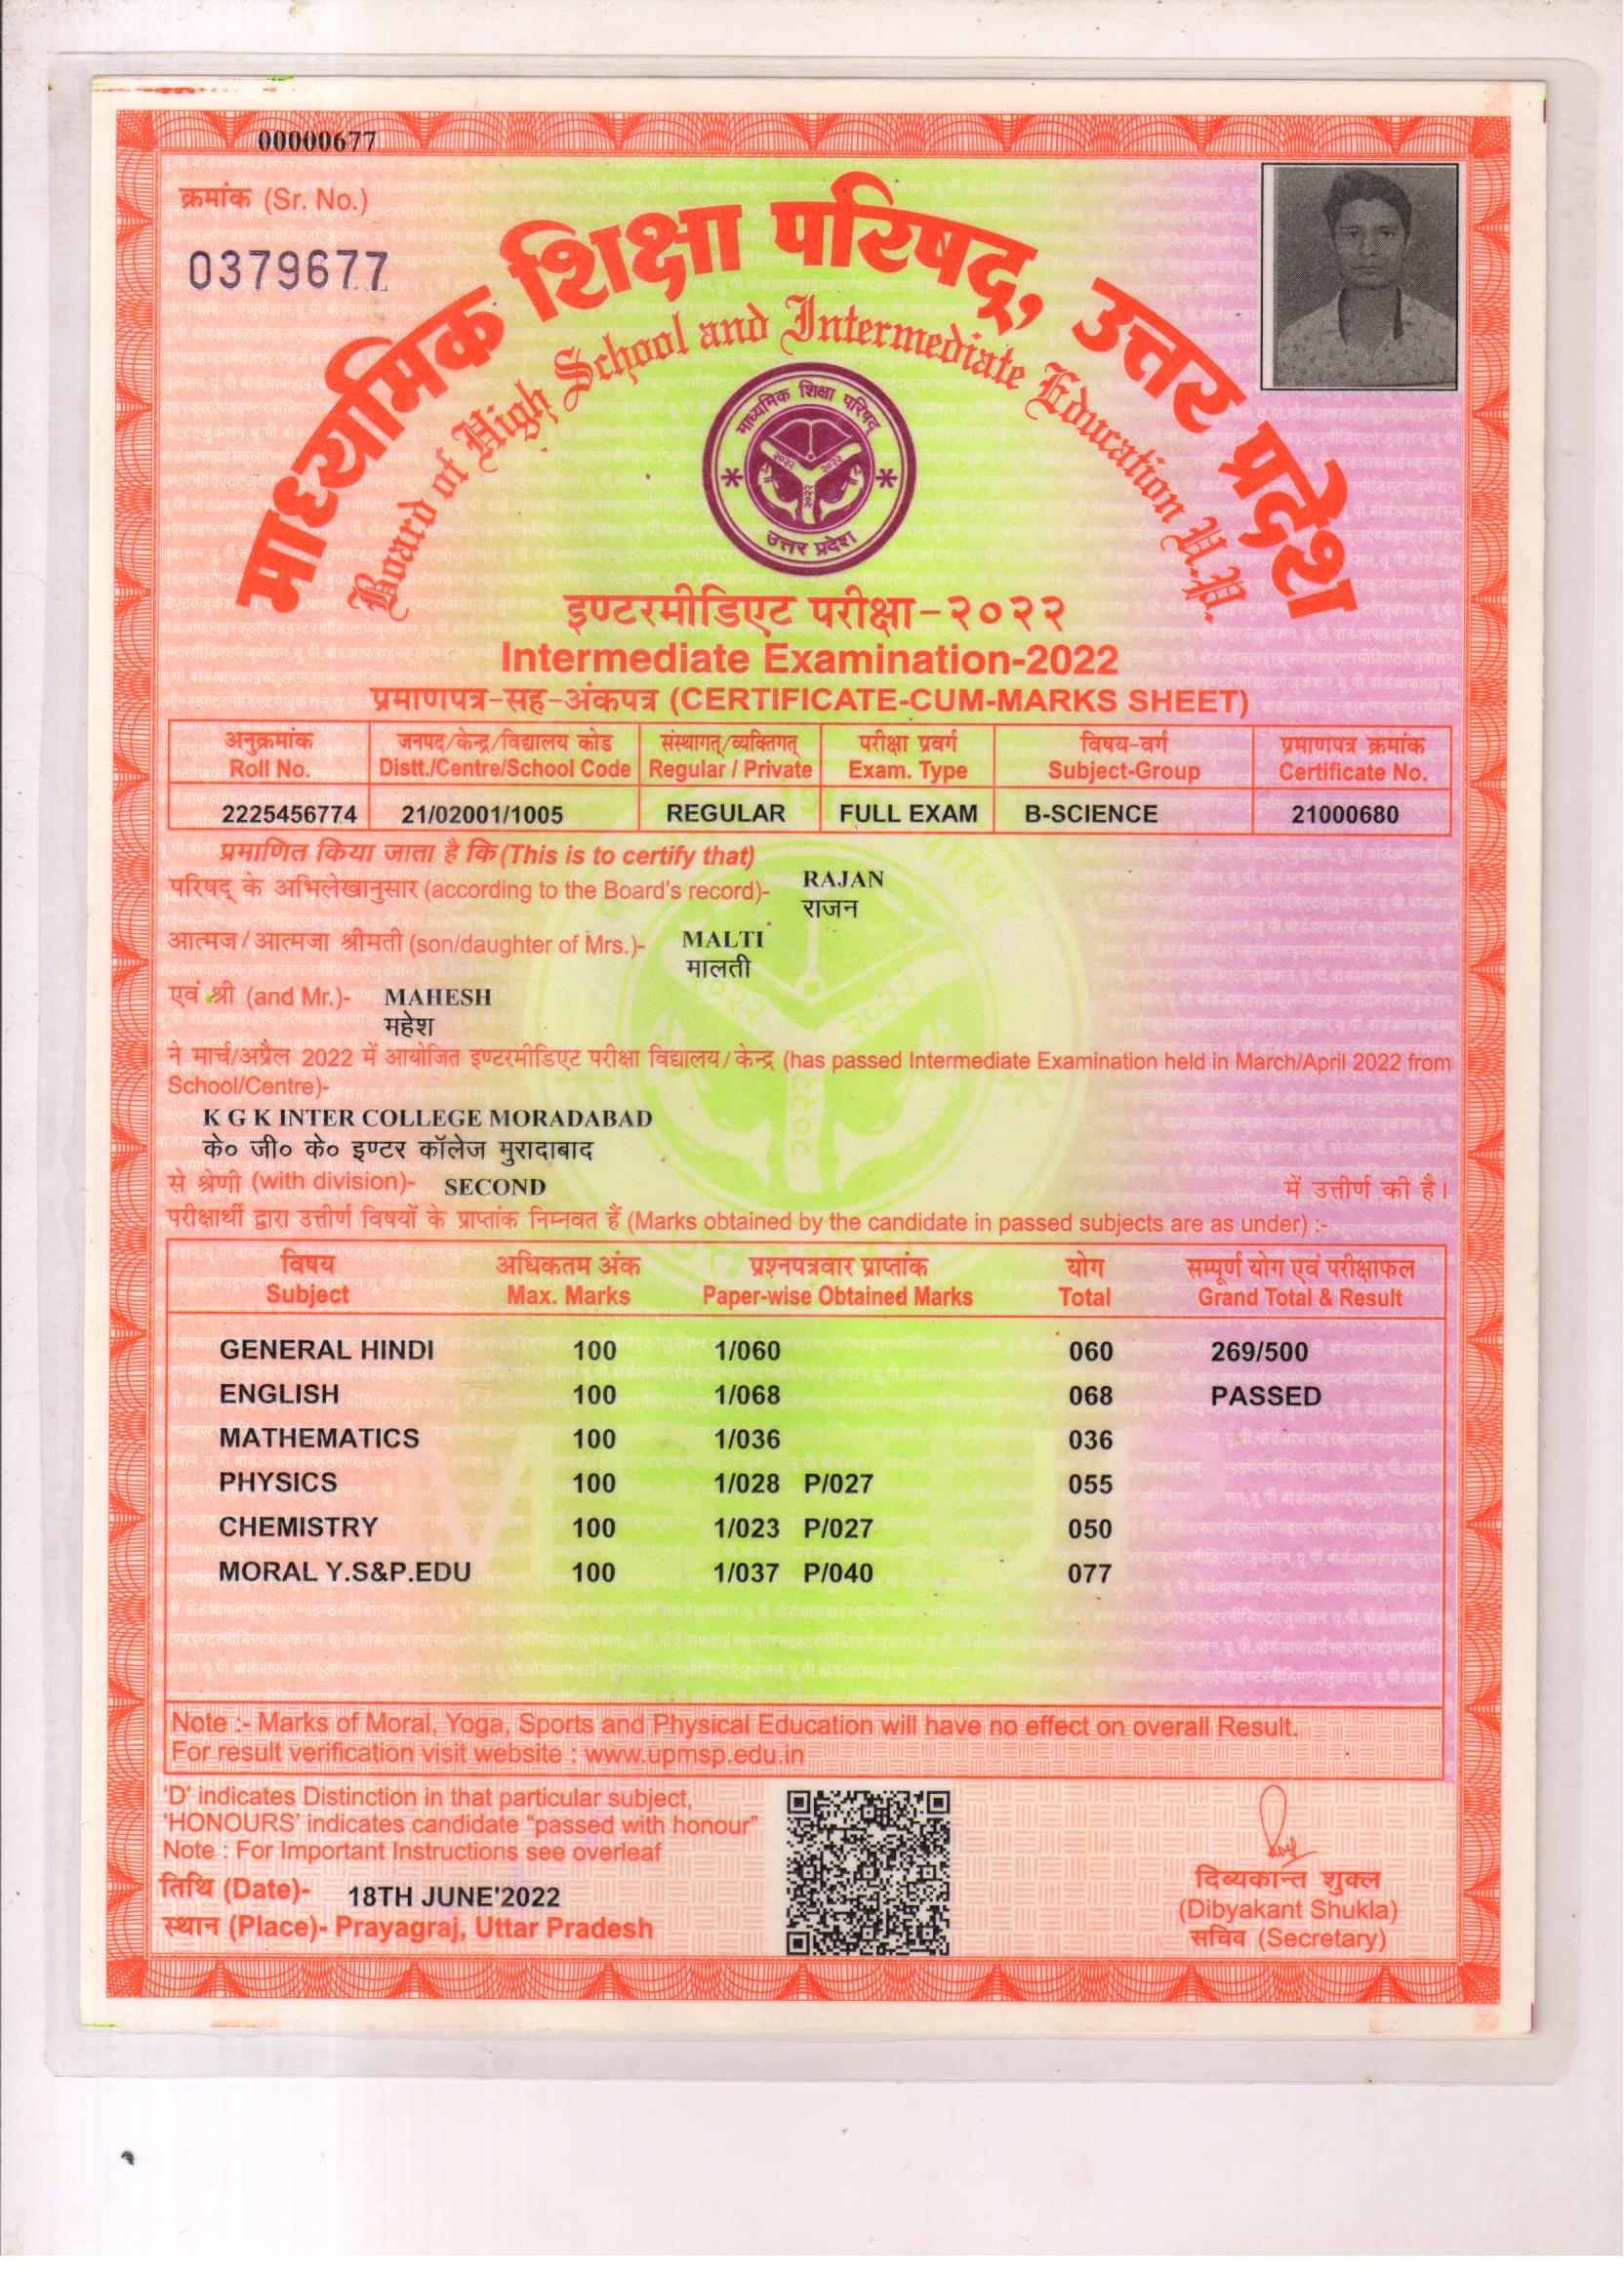 00000677
क्रमांक (Sr. No.)
0379677
माध्यमिक शिक्षा परिषद्, उत्तर प्रदेश
Board of High School and Intermediate Education U.P.
माध्यमिक शिक्षा परिषद्
२०२२ २०२२
२०२२
उत्तर प्रदेश
इण्टरमीडिएट परीक्षा-२०२२
Intermediate Examination-2022
प्रमाणपत्र-सह-अंकपत्र (CERTIFICATE-CUM-MARKS SHEET)
अनुक्रमांक जनपद/केन्द्र/विद्यालय कोड संस्थागत्/व्यक्तिगत् परीक्षा प्रवर्ग विषय-वर्ग प्रमाणपत्र क्रमांक
Roll No. Distt./Centre/School Code Regular / Private Exam. Type Subject-Group Certificate No.
2225456774 21/02001/1005 REGULAR FULL EXAM B-SCIENCE 21000680
प्रमाणित किया जाता है कि (This is to certify that)
परिषद् के अभिलेखानुसार (according to the Board's record)- RAJAN
राजन
आत्मज/आत्मजा श्रीमती (son/daughter of Mrs.)- MALTI
मालती
एवं श्री (and Mr.)- MAHESH
महेश
ने मार्च/अप्रैल 2022 में आयोजित इण्टरमीडिएट परीक्षा विद्यालय/केन्द्र (has passed Intermediate Examination held in March/April 2022 from
School/Centre)-
K G K INTER COLLEGE MORADABAD
के० जी० के० इण्टर कॉलेज मुरादाबाद
से श्रेणी (with division)- SECOND में उत्तीर्ण की है।
परीक्षार्थी द्वारा उत्तीर्ण विषयों के प्राप्तांक निम्नवत हैं (Marks obtained by the candidate in passed subjects are as under) :-
विषय अधिकतम अंक प्रश्नपत्रवार प्राप्तांक योग सम्पूर्ण योग एवं परीक्षाफल
Subject Max. Marks Paper-wise Obtained Marks Total Grand Total & Result
GENERAL HINDI 100 1/060 060 269/500
ENGLISH 100 1/068 068 PASSED
MATHEMATICS 100 1/036 036
PHYSICS 100 1/028 P/027 055
CHEMISTRY 100 1/023 P/027 050
MORAL Y.S&P.EDU 100 1/037 P/040 077
Note :- Marks of Moral, Yoga, Sports and Physical Education will have no effect on overall Result.
For result verification visit website : www.upmsp.edu.in
'D' indicates Distinction in that particular subject,
'HONOURS' indicates candidate "passed with honour"
Note : For Important Instructions see overleaf
तिथि (Date)- 18TH JUNE'2022
स्थान (Place)- Prayagraj, Uttar Pradesh
दिब्यकान्त शुक्ल
(Dibyakant Shukla)
सचिव (Secretary)